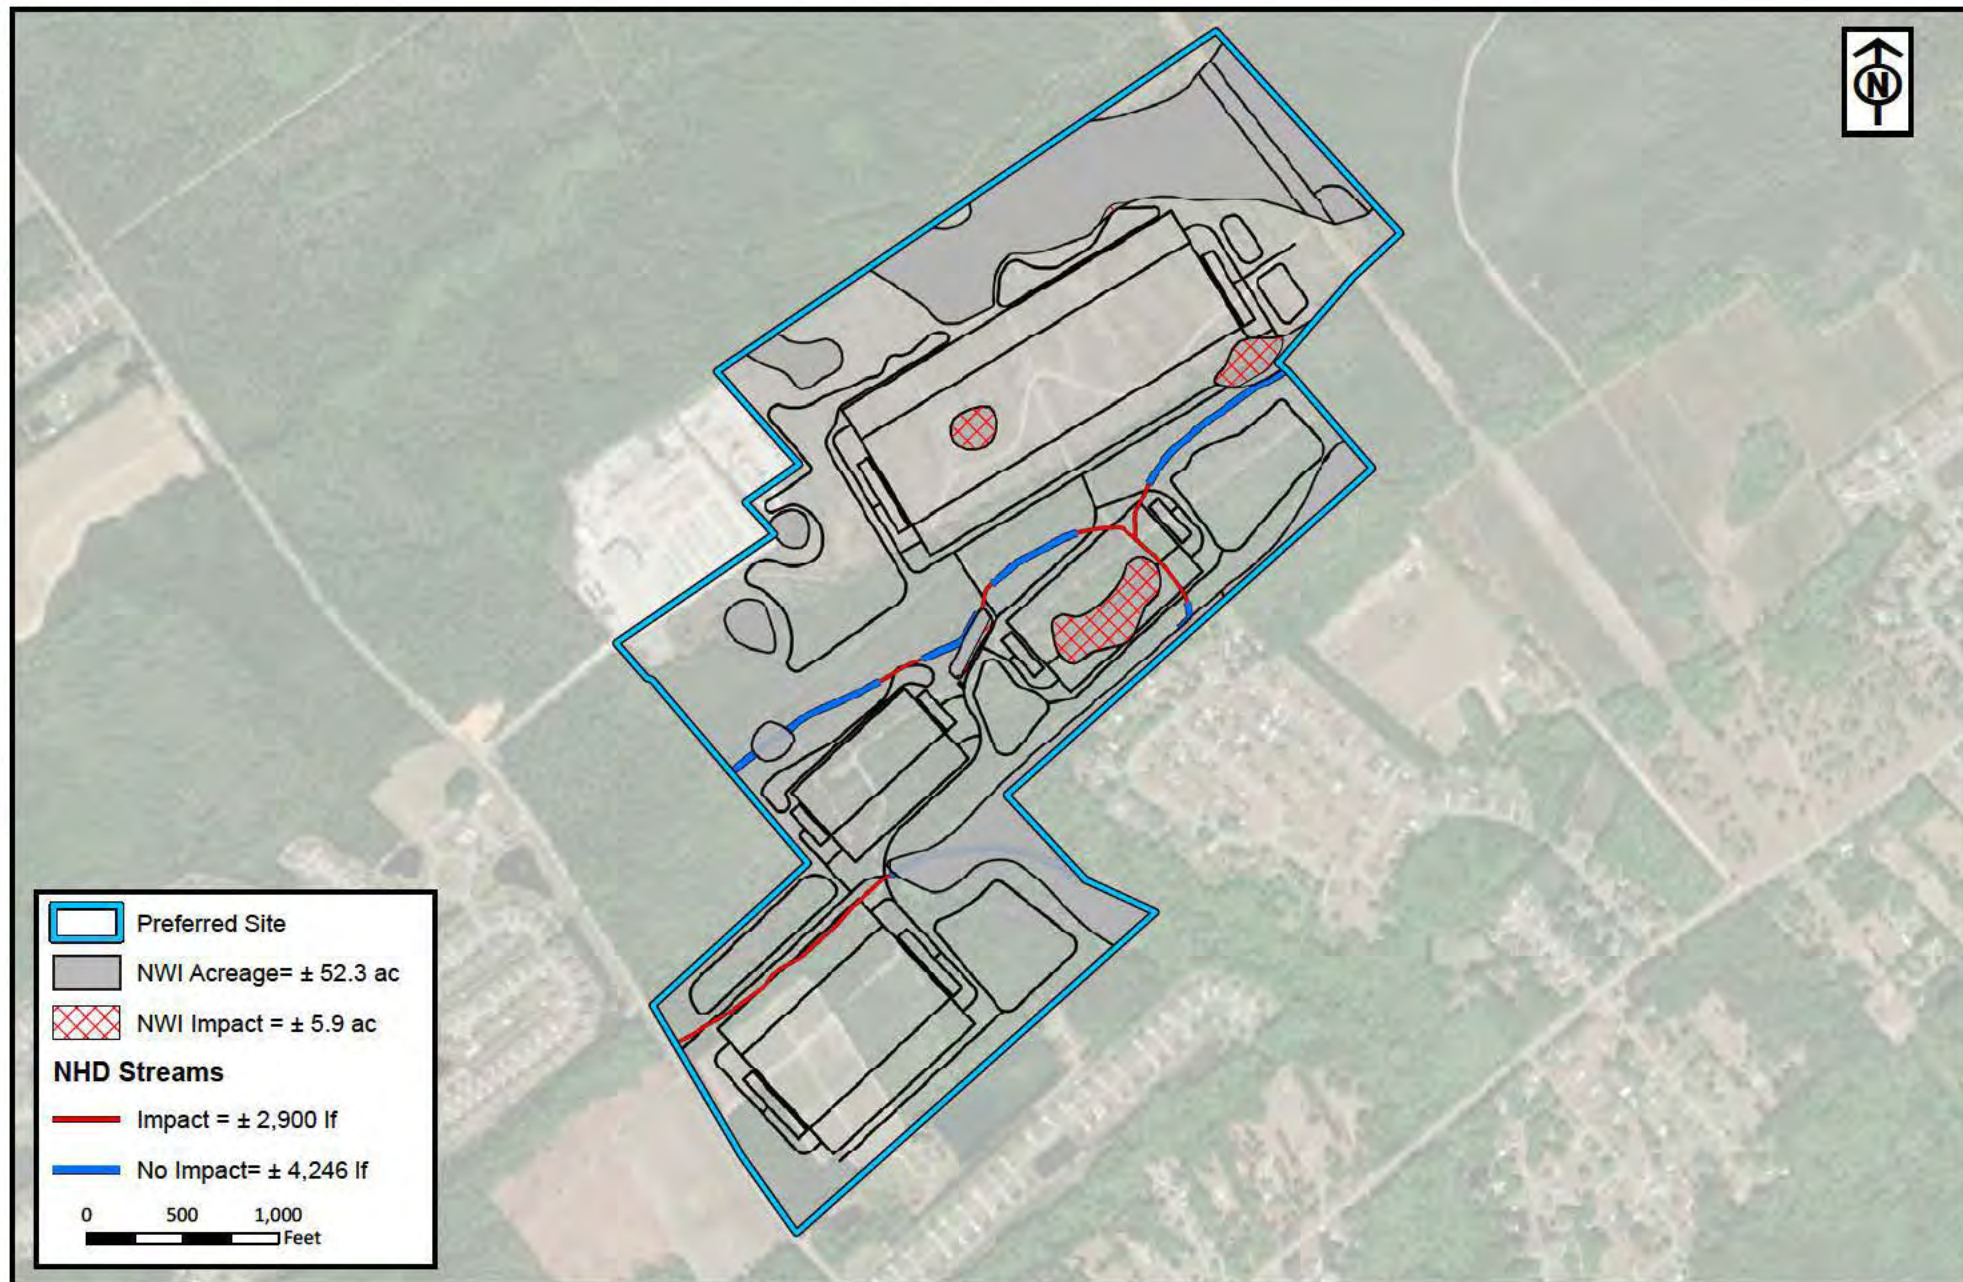 N
Preferred Site
NWI Acreage= ± 52.3 ac
NWI Impact = ± 5.9 ac
NHD Streams
Impact = ± 2,900 lf
No Impact= ± 4,246 lf
0 500 1,000
Feet